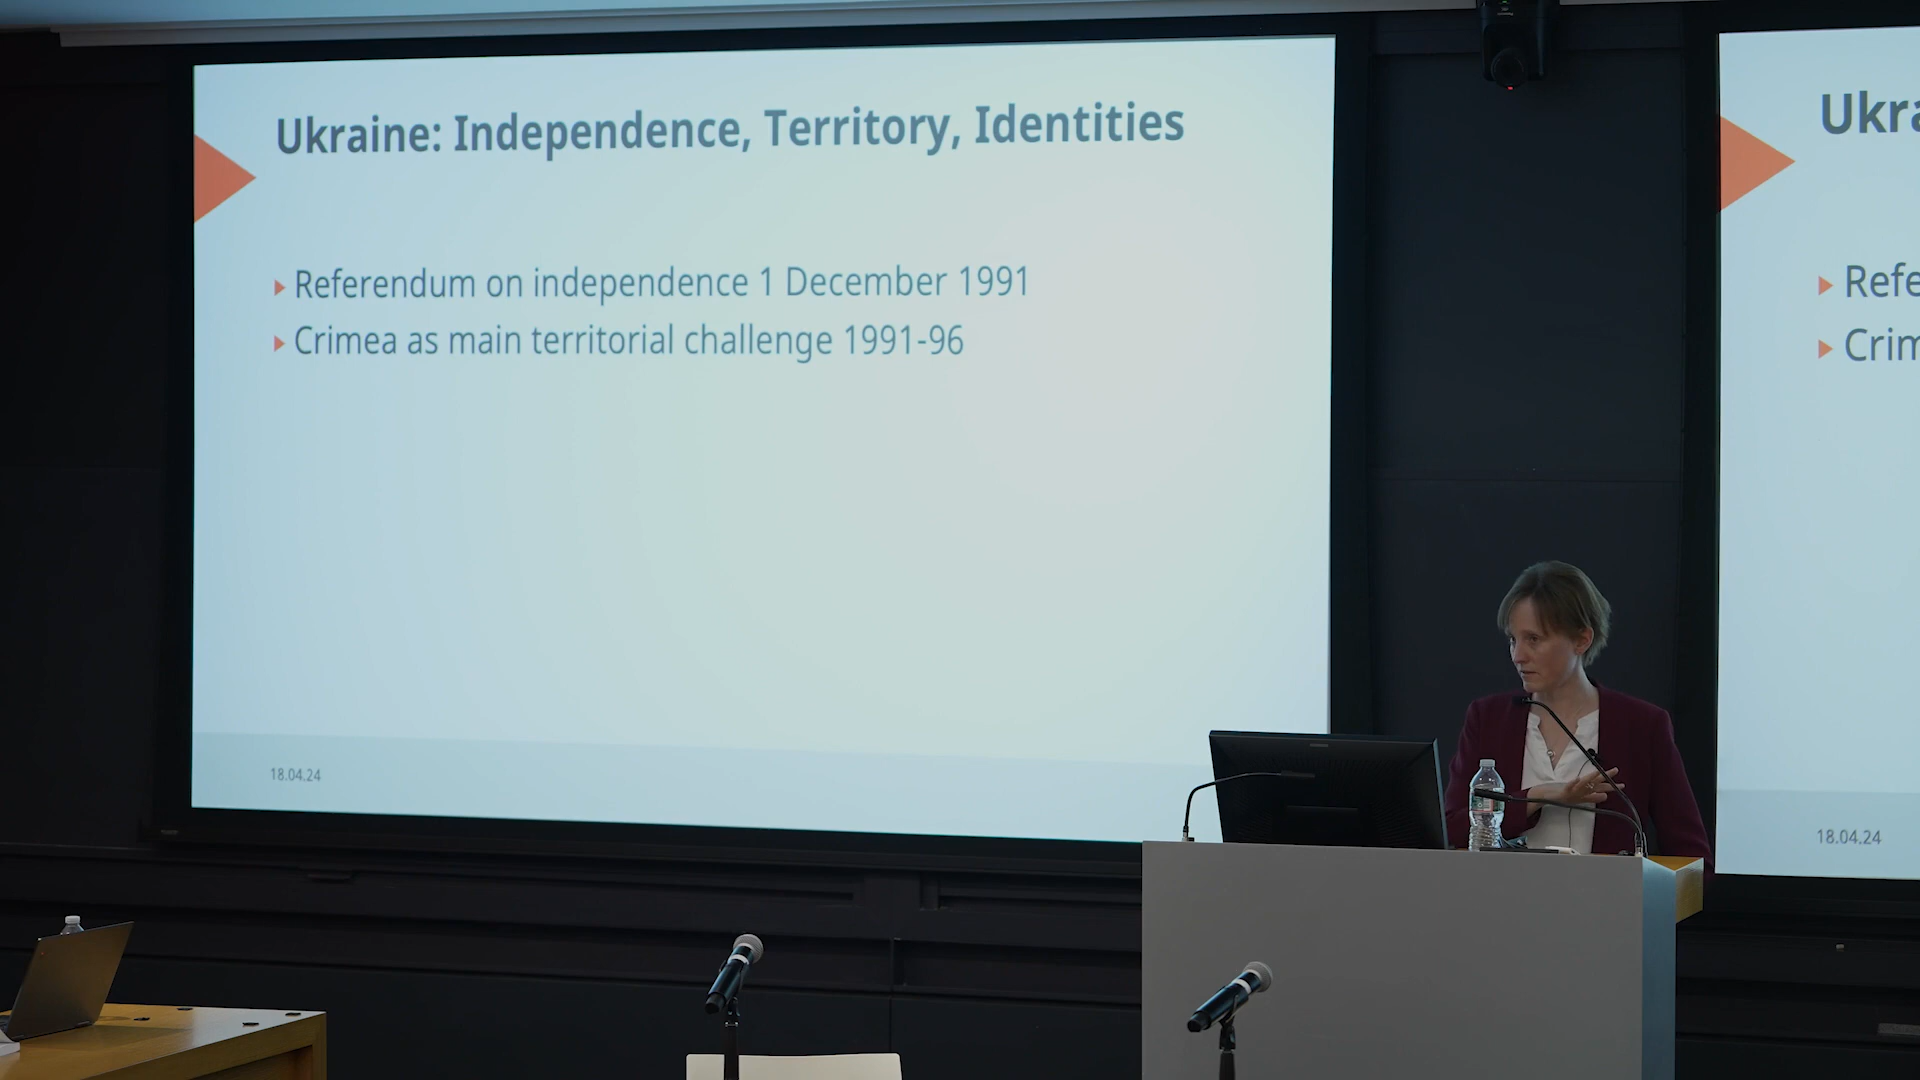 Ukraine: Independence, Territory, Identities
Referendum on independence 1 December 1991
Crimea as main territorial challenge 1991-96
18.04.24
Ukra
Refe
Crim
18.04.24